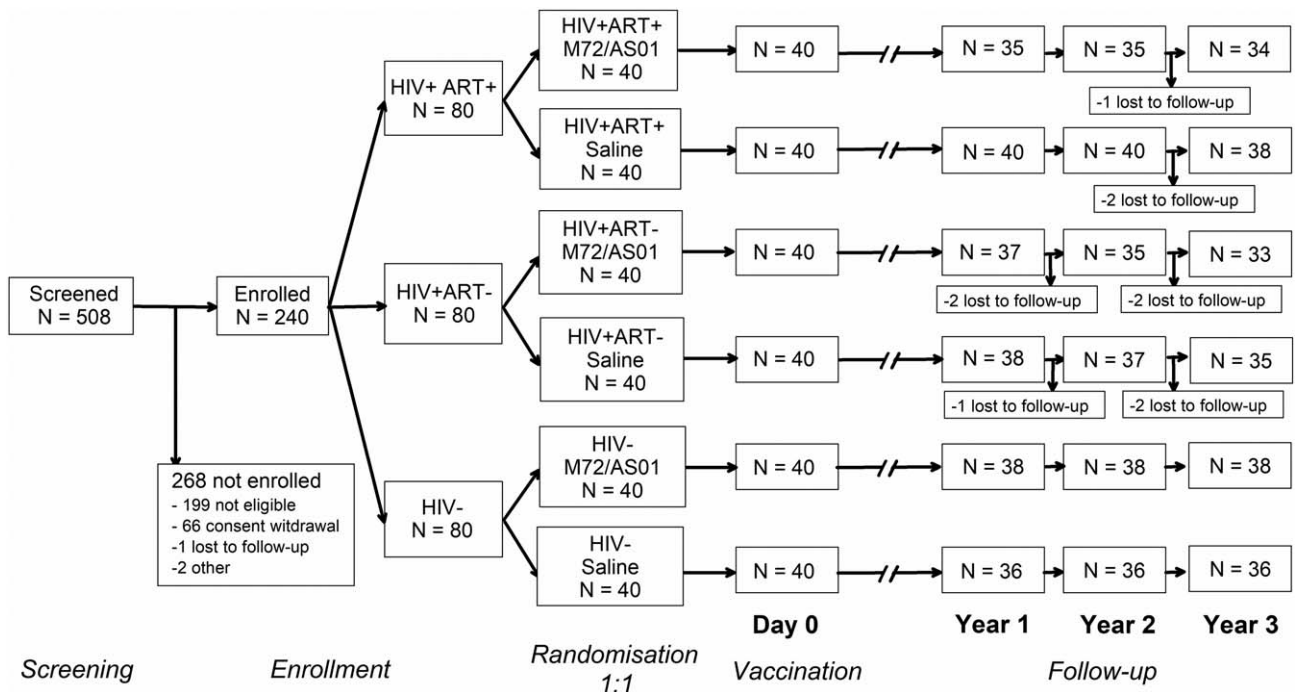 Screened
N = 508
268 not enrolled
- 199 not eligible
- 66 consent witdrawal
-1 lost to follow-up
-2 other
Enrolled
N = 240
HIV+ ART+
N = 80
HIV+ART-
N = 80
HIV-
N = 80
HIV+ART+
M72/AS01
N = 40
N = 40
N = 35
N = 35
-1 lost to follow-up
N = 34
HIV+ART+
Saline
N = 40
N = 40
N = 40
N = 40
-2 lost to follow-up
N = 38
HIV+ART-
M72/AS01
N = 40
N = 40
N = 37
-2 lost to follow-up
N = 35
-2 lost to follow-up
N = 33
HIV+ART-
Saline
N = 40
N = 40
N = 38
-1 lost to follow-up
N = 37
-2 lost to follow-up
N = 35
HIV-
M72/AS01
N = 40
N = 40
N = 38
N = 38
N = 38
HIV-
Saline
N = 40
N = 40
N = 36
N = 36
N = 36
Day 0
Year 1
Year 2
Year 3
Screening
Enrollment
Randomisation
1:1
Vaccination
Follow-up